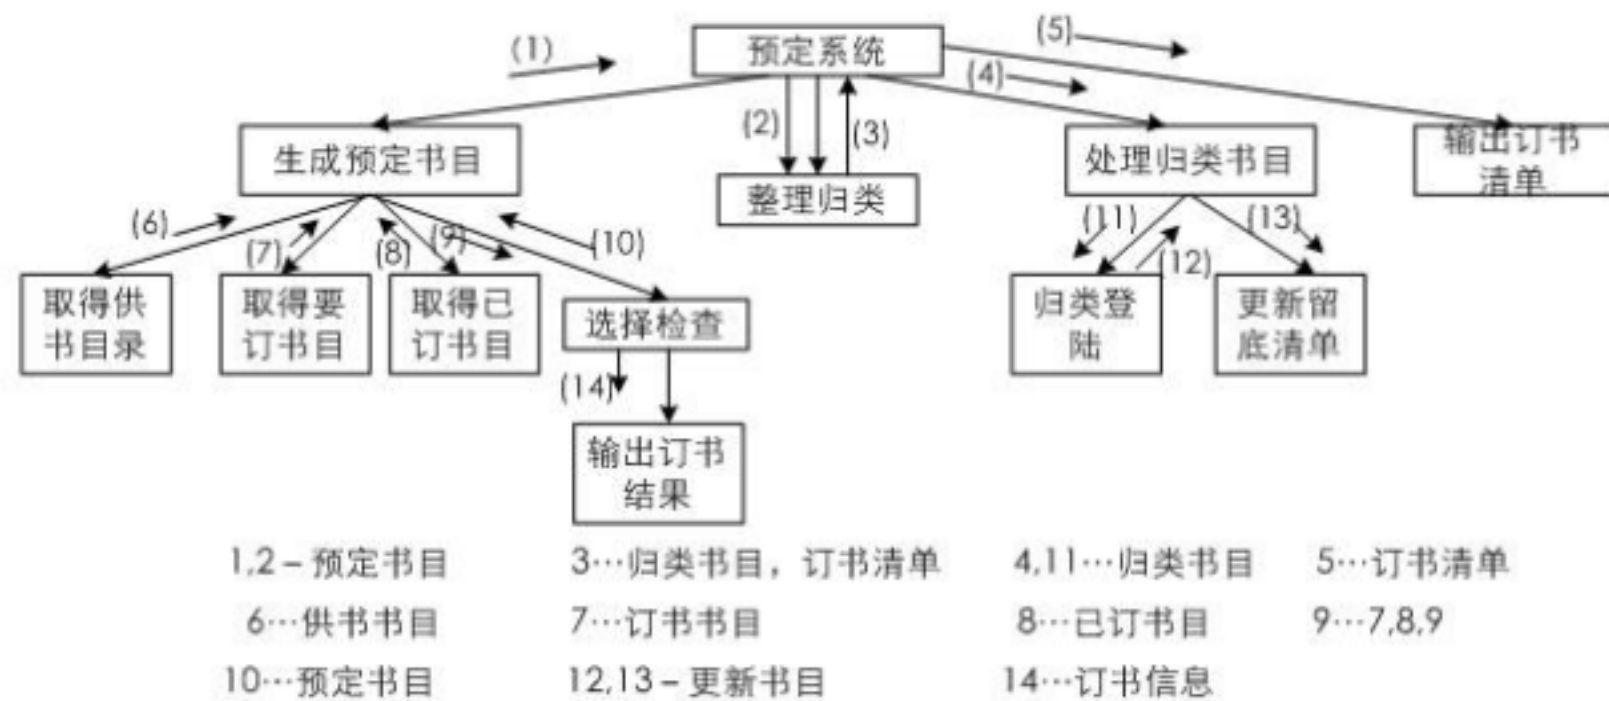 (1)
预定系统
(5)
(4)
(2)
(3)
生成预定书目
整理归类
处理归类书目
输出订书
清单
(6)
(7)
(8)
(9)
(10)
(11)
(12)
(13)
取得供
书目录
取得要
订书目
取得已
订书目
选择检查
归类登
陆
更新留
底清单
(14)
输出订书
结果
1,2 – 预定书目
3…归类书目，订书清单
4,11…归类书目
5…订书清单
6…供书书目
7…订书书目
8…已订书目
9…7,8,9
10…预定书目
12,13 – 更新书目
14…订书信息